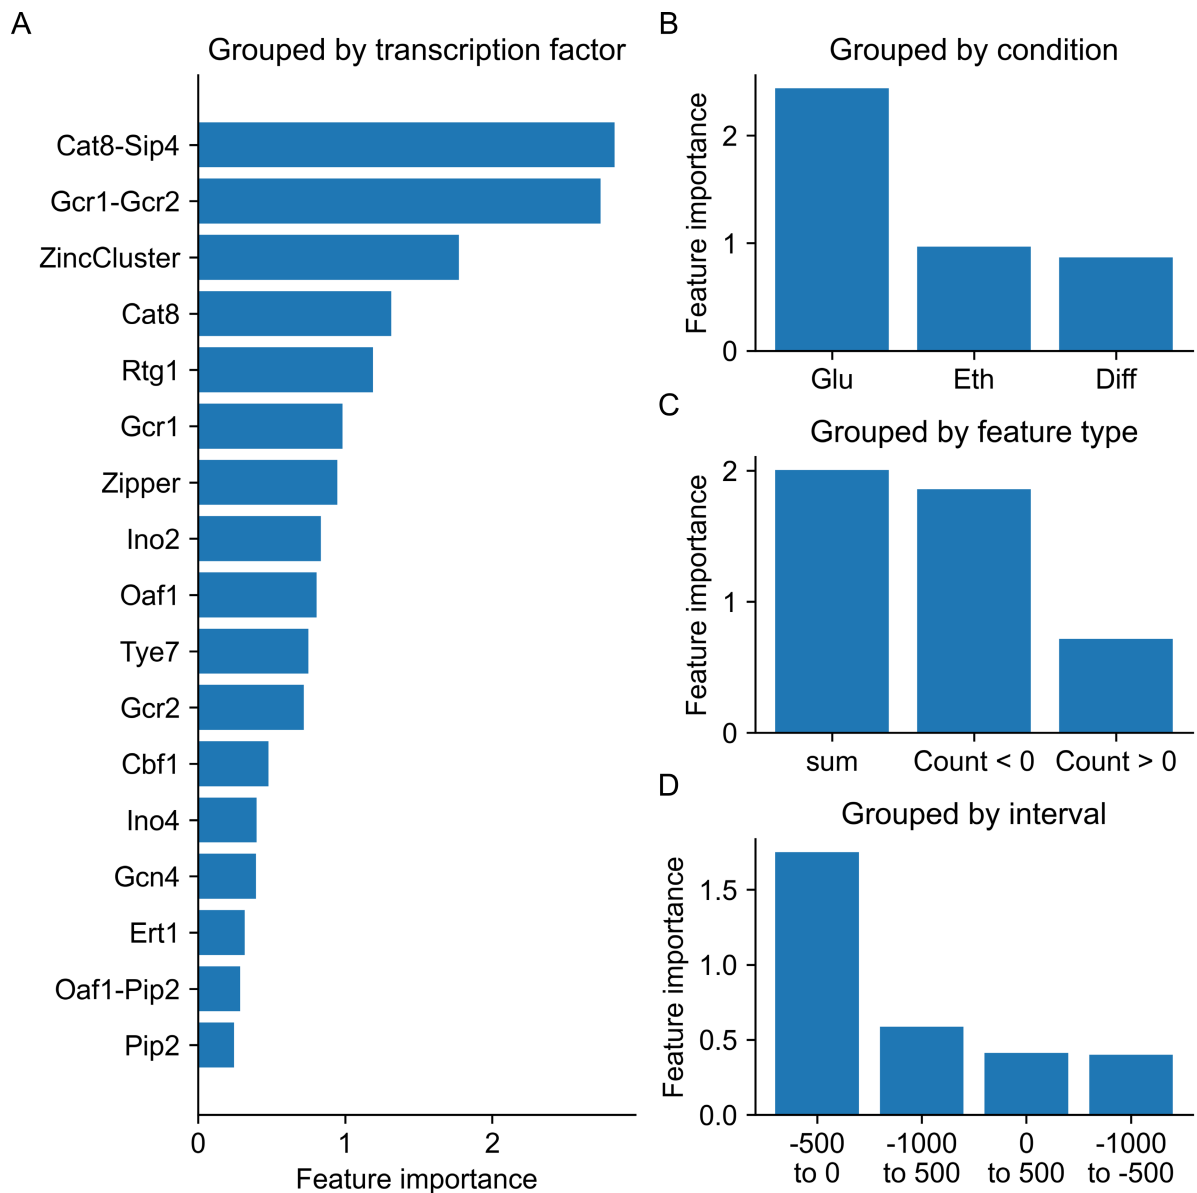 A
Grouped by transcription factor
Cat8-Sip4
Gcr1-Gcr2
ZincCluster
Cat8
Rtg1
Gcr1
Zipper
Ino2
Oaf1
Tye7
Gcr2
Cbf1
Ino4
Gcn4
Ert1
Oaf1-Pip2
Pip2
0 1 2
Feature importance
B
Grouped by condition
Feature importance
2
1
0
Glu Eth Diff
C
Grouped by feature type
Feature importance
2
1
0
sum Count < 0 Count > 0
D
Grouped by interval
Feature importance
1.5
1.0
0.5
0.0
-500 -1000 0 -1000
to 0 to 500 to 500 to -500